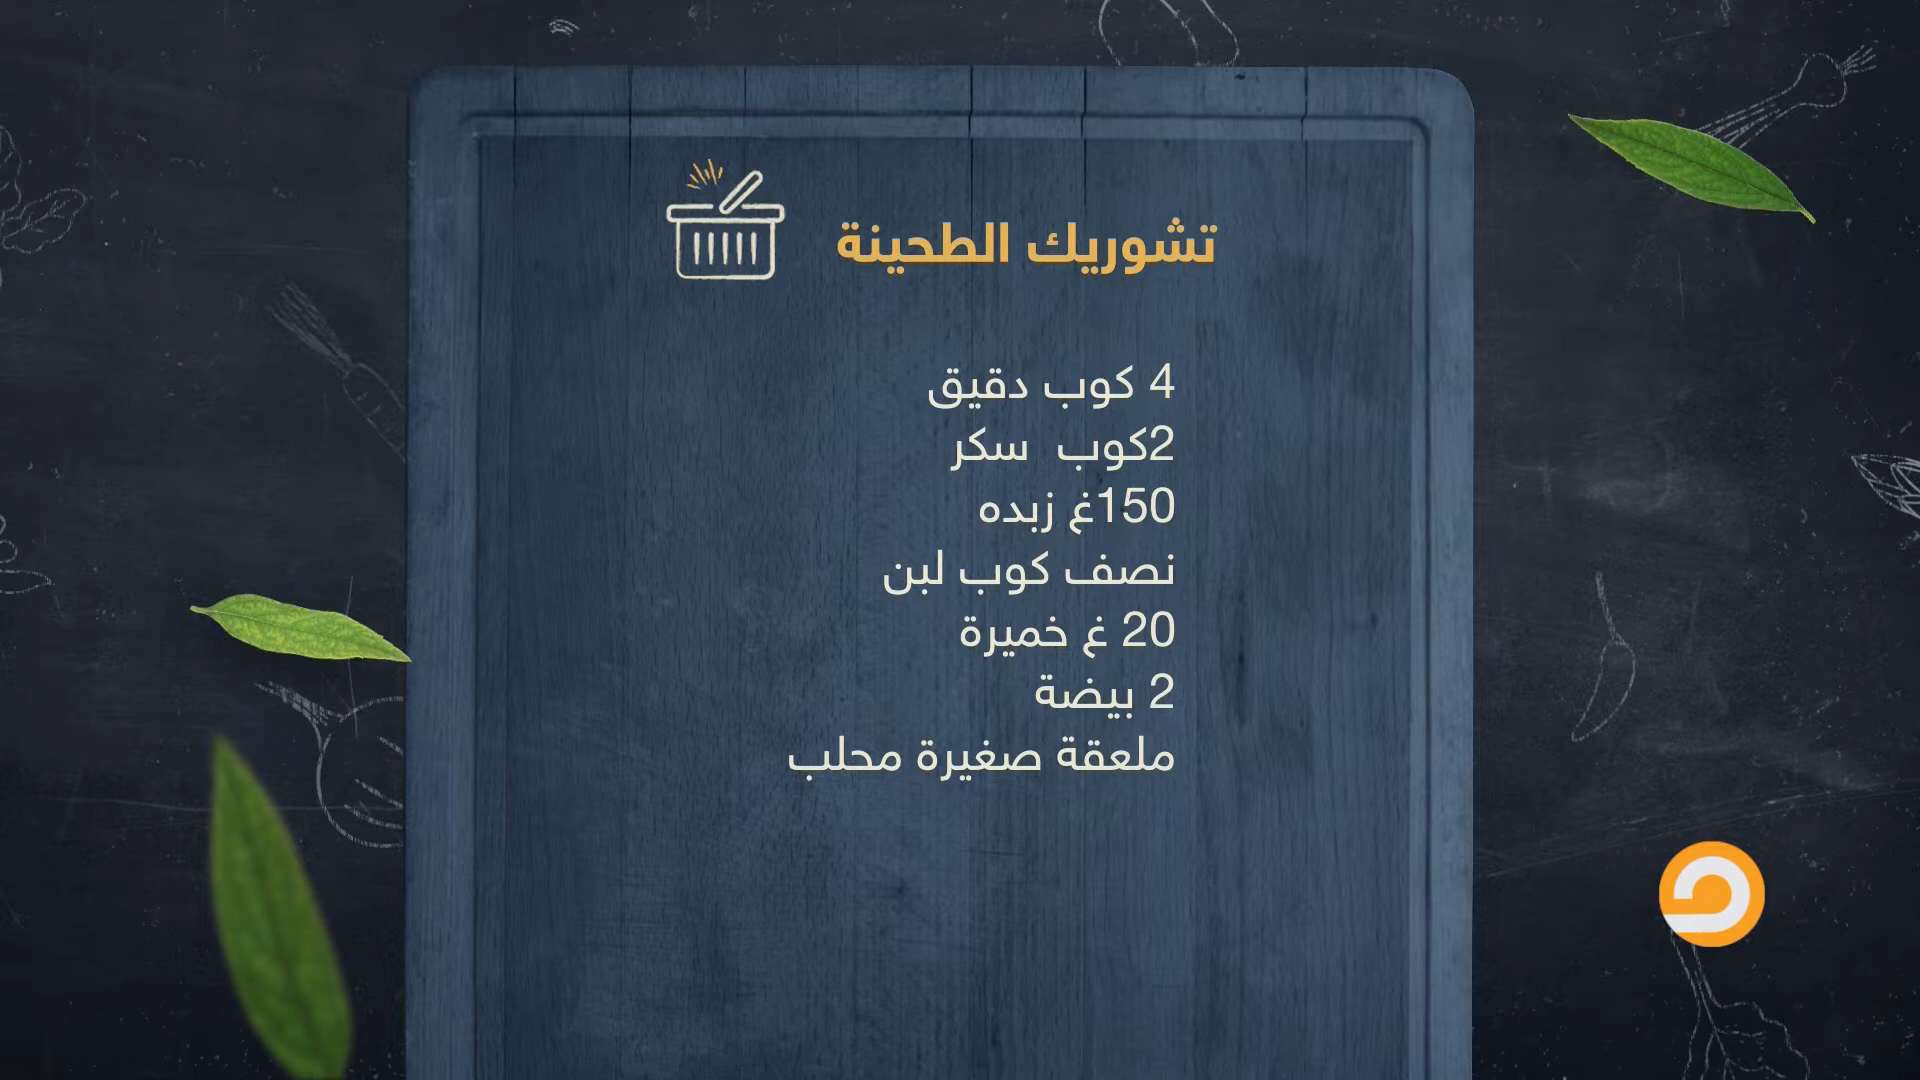 تشوريك الطحينة
4 كوب دقيق
2كوب  سكر
150غ زبده
نصف كوب لبن
20 غ خميرة
2 بيضة
ملعقة صغيرة محلب